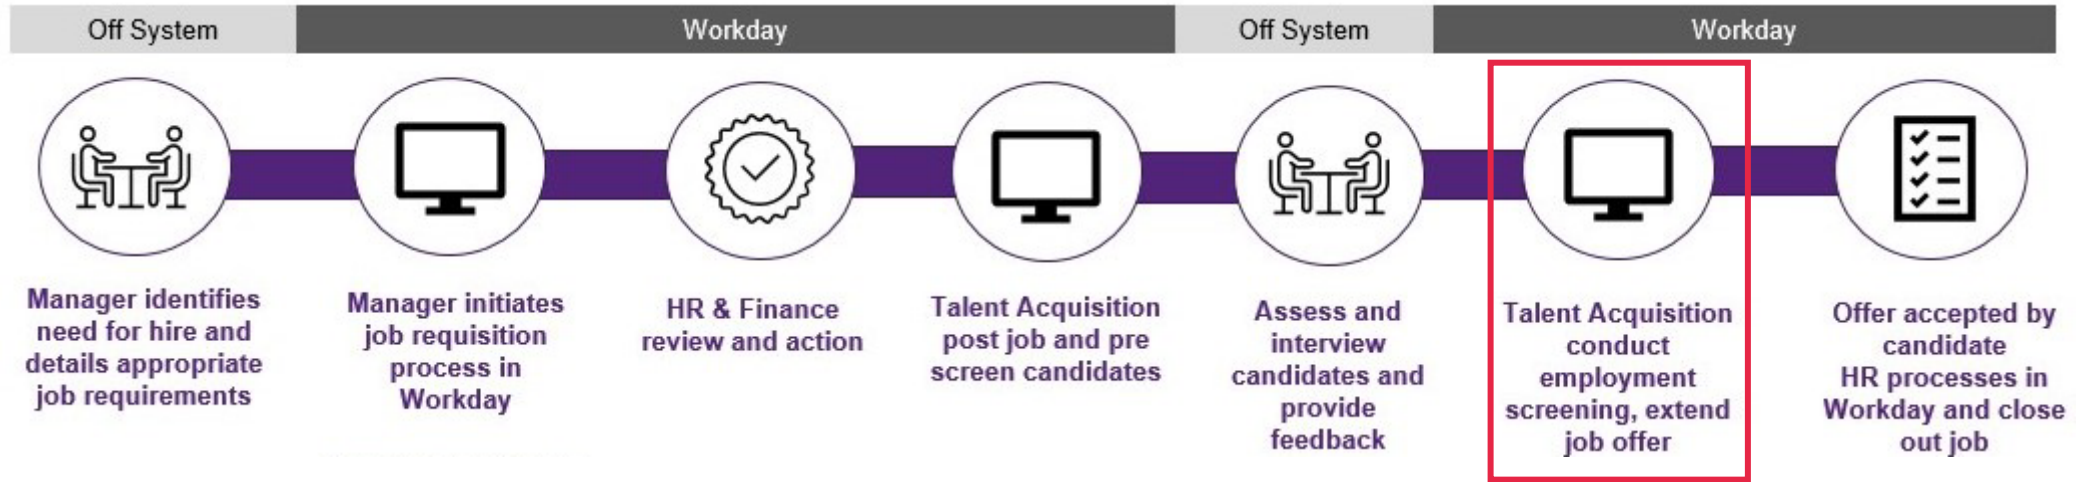 Off System
Workday
Off System
Workday
Manager identifies
need for hire and
details appropriate
job requirements
Manager initiates
job requisition
process in
Workday
HR & Finance
review and action
Talent Acquisition
post job and pre
screen candidates
Assess and
interview
candidates and
provide
feedback
Talent Acquisition
conduct
employment
screening, extend
job offer
Offer accepted by
candidate
HR processes in
Workday and close
out job